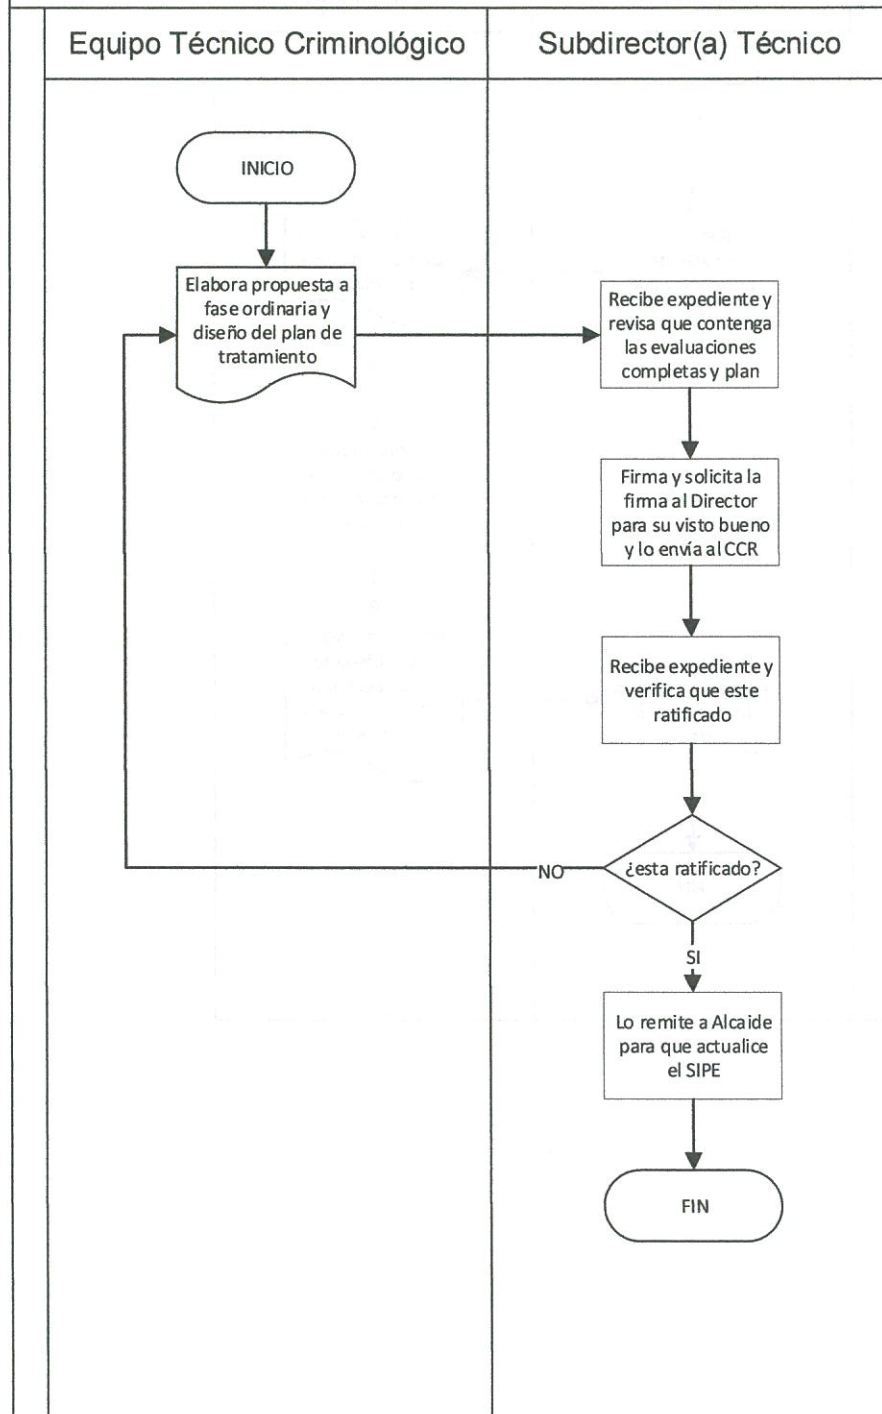 Equipo Técnico Criminológico
Subdirector(a) Técnico
INICIO
Elabora propuesta a
fase ordinaria y
diseño del plan de
tratamiento
Recibe expediente y
revisa que contenga
las evaluaciones
completas y plan
Firma y solicita la
firma al Director
para su visto bueno
y lo envía al CCR
Recibe expediente y
verifica que este
ratificado
¿esta ratificado?
NO
SI
Lo remite a Alcaide
para que actualice
el SIPE
FIN